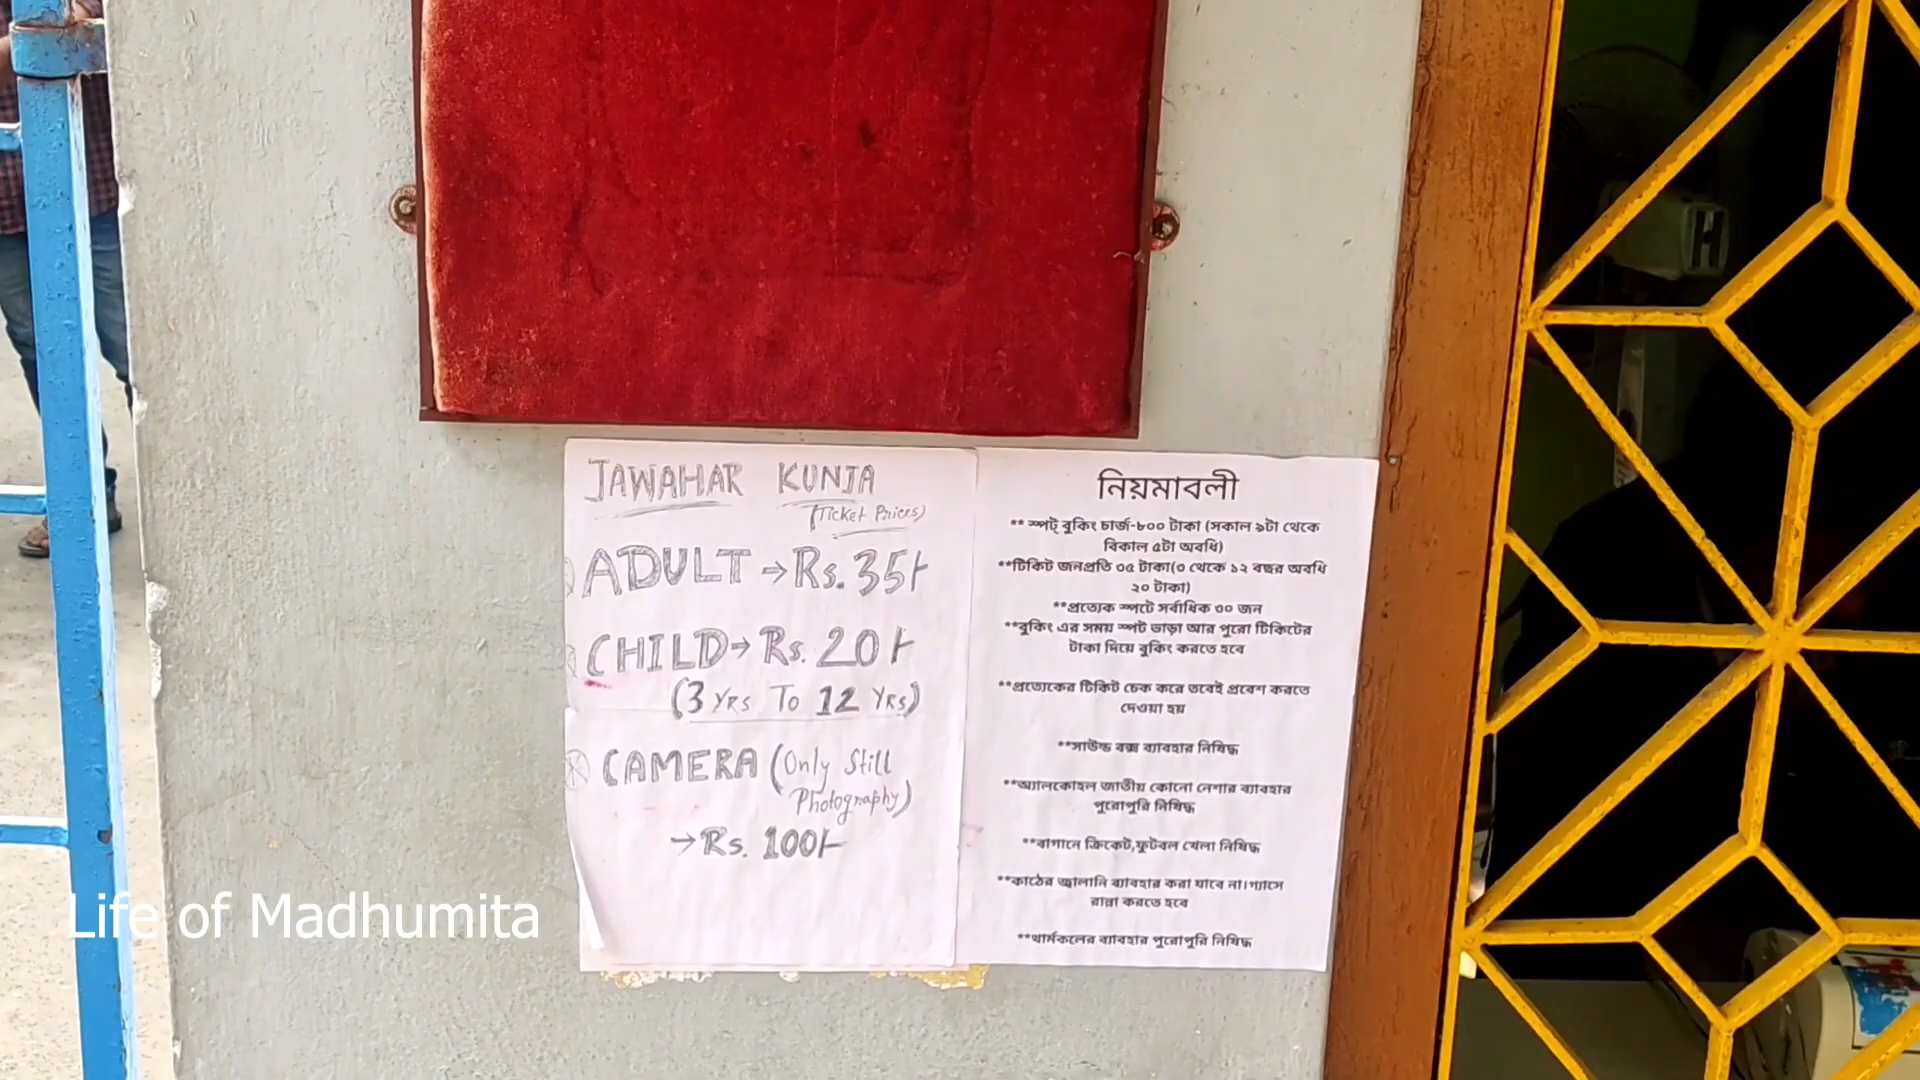 JAWAHAR KUNJA
(Ticket Prices)
ADULT → Rs. 35/-
CHILD → Rs. 20/-
(3 YRS To 12 YRS)
CAMERA (Only Still
Photography)
→ Rs. 100/-
নিয়মাবলী
** স্পট্ বুকিং চার্জ-৮০০ টাকা (সকাল ৯টা থেকে
বিকাল ৫টা অবধি)
**টিকিট জনপ্রতি ৩৫ টাকা(৩ থেকে ১২ বছর অবধি
২০ টাকা)
**প্রত্যেক স্পটে সর্বাধিক ৩০ জন
**বুকিং এর সময় স্পট ভাড়া আর পুরো টিকিটের
টাকা দিয়ে বুকিং করতে হবে
**প্রত্যেকের টিকিট চেক করে তবেই প্রবেশ করতে
দেওয়া হয়
**সাউন্ড বক্স ব্যাবহার নিষিদ্ধ
**অ্যালকোহল জাতীয় কোনো নেশার ব্যাবহার
পুরোপুরি নিষিদ্ধ
**বাগানে ক্রিকেট,ফুটবল খেলা নিষিদ্ধ
**কাঠের জ্বালানি ব্যাবহার করা যাবে না।গ্যাসে
রান্না করতে হবে
**থার্মকলের ব্যাবহার পুরোপুরি নিষিদ্ধ
Life of Madhumita